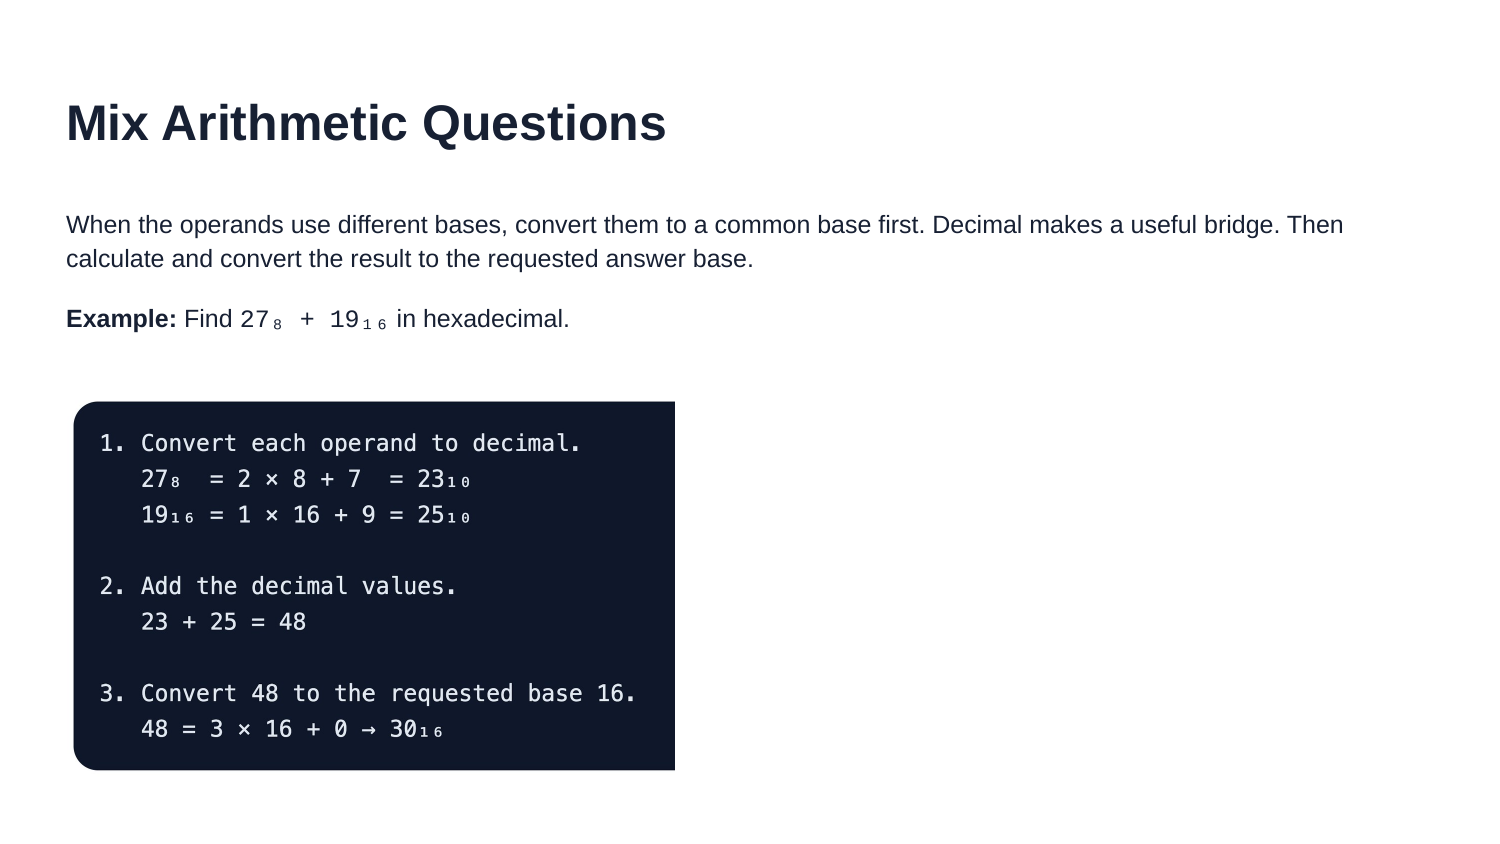 Mix Arithmetic Questions
When the operands use different bases, convert them to a common base first. Decimal makes a useful bridge. Then
calculate and convert the result to the requested answer base.
Example: Find 27₈ + 19₁₆ in hexadecimal.
1. Convert each operand to decimal.
27₈ = 2 × 8 + 7 = 23₁₀
19₁₆ = 1 × 16 + 9 = 25₁₀
2. Add the decimal values.
23 + 25 = 48
3. Convert 48 to the requested base 16.
48 = 3 × 16 + 0 → 30₁₆